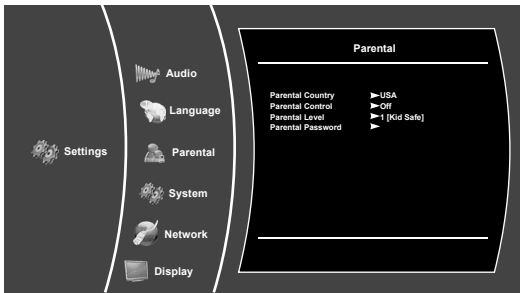 Settings
Audio
Language
Parental
System
Network
Display
Parental
Parental Country ►USA
Parental Control ►Off
Parental Level ►1 [Kid Safe]
Parental Password ►